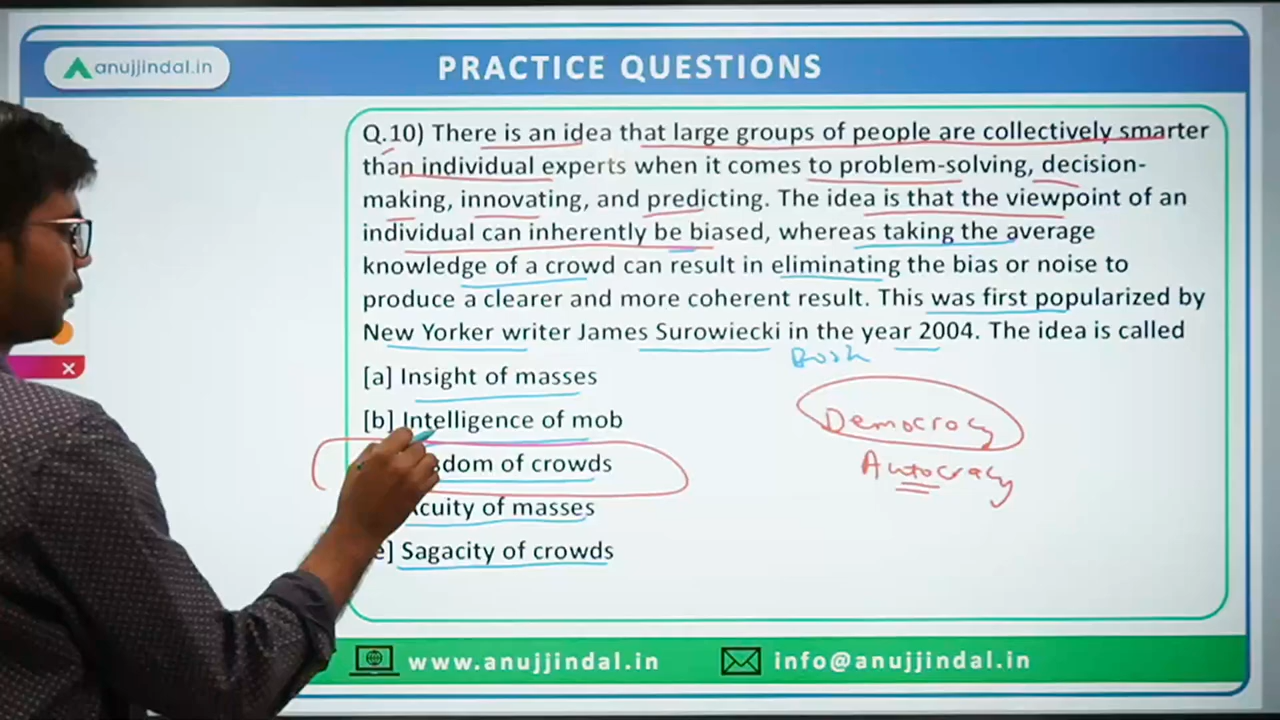 anujjindal.in
PRACTICE QUESTIONS
Q.10) There is an idea that large groups of people are collectively smarter
than individual experts when it comes to problem-solving, decision-
making, innovating, and predicting. The idea is that the viewpoint of an
individual can inherently be biased, whereas taking the average
knowledge of a crowd can result in eliminating the bias or noise to
produce a clearer and more coherent result. This was first popularized by
New Yorker writer James Surowiecki in the year 2004. The idea is called
[a] Insight of masses
[b] Intelligence of mob
sdom of crowds
cuity of masses
e] Sagacity of crowds
Democracy
Autocracy
www.anujjindal.in
info@anujjindal.in